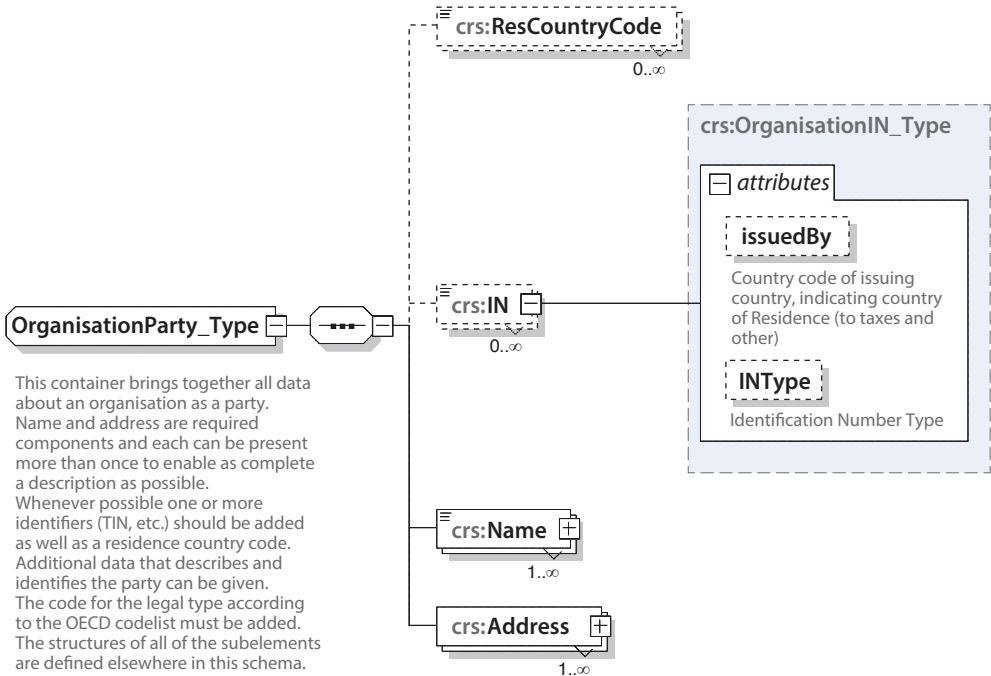 crs:ResCountryCode
0..∞
crs:OrganisationIN_Type
attributes
issuedBy
Country code of issuing
country, indicating country
of Residence (to taxes and
other)
INType
Identification Number Type
crs:IN
0..∞
OrganisationParty_Type
This container brings together all data
about an organisation as a party.
Name and address are required
components and each can be present
more than once to enable as complete
a description as possible.
Whenever possible one or more
identifiers (TIN, etc.) should be added
as well as a residence country code.
Additional data that describes and
identifies the party can be given.
The code for the legal type according
to the OECD codelist must be added.
The structures of all of the subelements
are defined elsewhere in this schema.
crs:Name
1..∞
crs:Address
1..∞